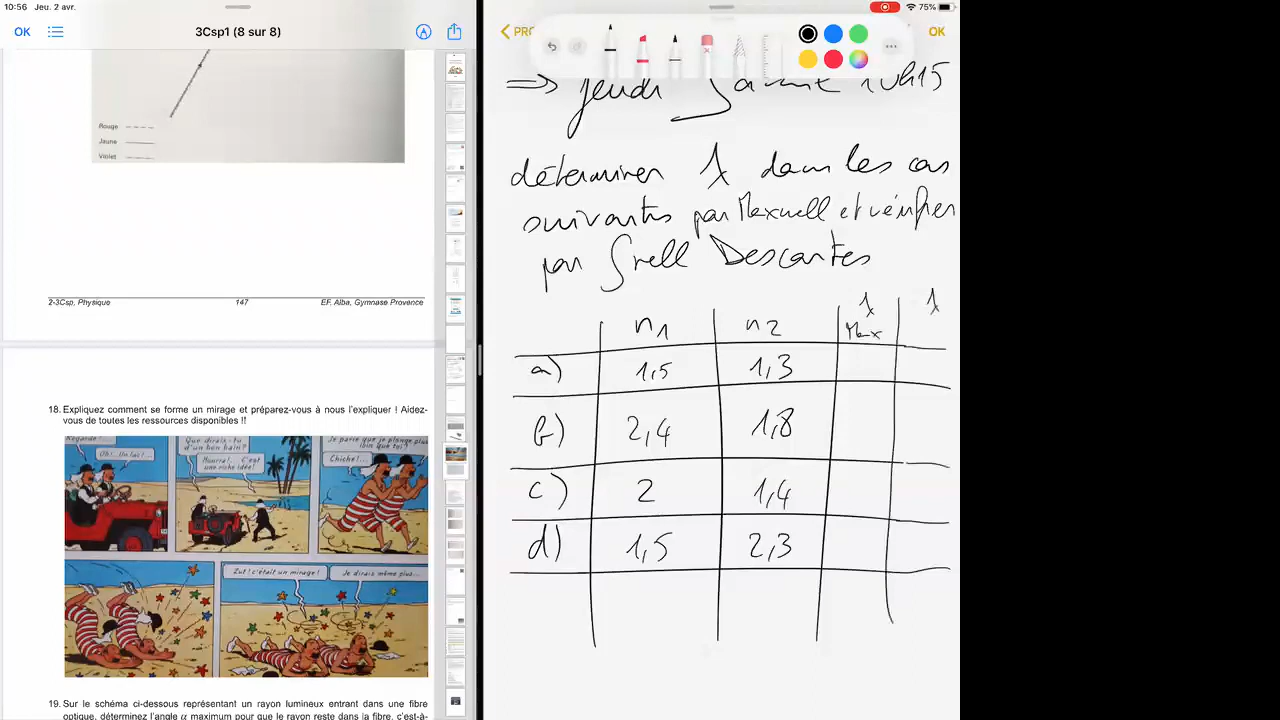 10:56 Jeu. 2 avr.
75%
OK
3Csp1 (8 sur 8)
OK
Rouge
Jaune
Violet
2-3Csp, Physique 147 EF, Alba, Gymnase Provence
18. Expliquez comment se forme un mirage et préparez-vous à nous l'expliquer ! Aidez-
vous de toutes les ressources disponibles !!
Regarde!
Oh! Un lac!...
Que dirais-tu
d'un bon bain?
Hourra!.. C'est
une riche idée!
Je parie que je plonge plus
loin que toi!
Chiche!...
Zut! c'était un mirage!
Je dirais même plus...
19. Sur le schéma ci-dessous représentant un rayon lumineux entrant dans une fibre
optique, déterminez l'angle α maximum pour que le rayon reste dans la fibre, c'est-à-
=> jeudi 10h15
déterminer λ dans les cas
suivants par Maxwell et vérifier
par Snell Descartes
n1 n2 λ Max λ
a) 1,5 1,3
b) 2,4 1,8
c) 2 1,4
d) 1,5 2,3